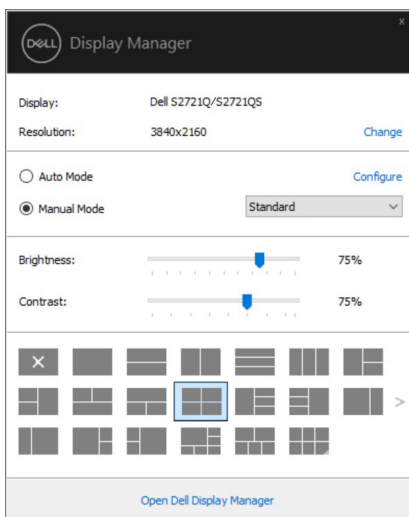 x
DELL Display Manager
Display: Dell S2721Q/S2721QS
Resolution: 3840x2160 Change
Auto Mode Configure
Manual Mode Standard
Brightness: 75%
Contrast: 75%
Open Dell Display Manager